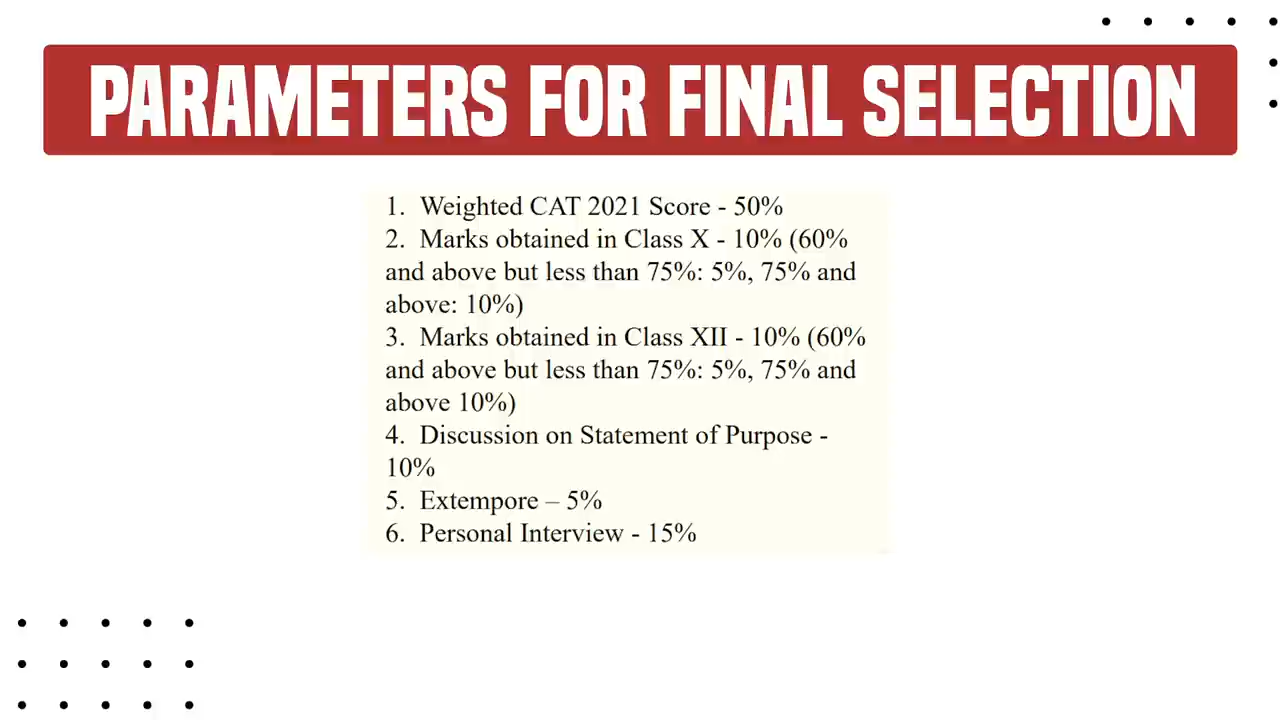 PARAMETERS FOR FINAL SELECTION
1. Weighted CAT 2021 Score - 50%
2. Marks obtained in Class X - 10% (60%
and above but less than 75%: 5%, 75% and
above: 10%)
3. Marks obtained in Class XII - 10% (60%
and above but less than 75%: 5%, 75% and
above 10%)
4. Discussion on Statement of Purpose -
10%
5. Extempore – 5%
6. Personal Interview - 15%